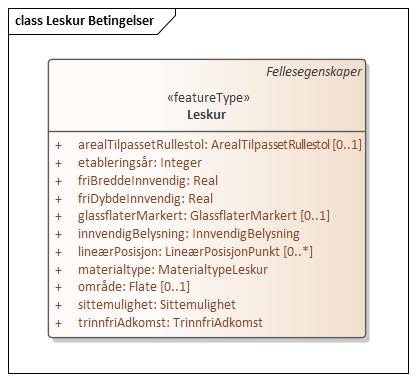 class Leskur Betingelser
Fellesegenskaper
«featureType»
Leskur
+ arealTilpassetRullestol: ArealTilpassetRullestol [0..1]
+ etableringsår: Integer
+ friBreddeInnvendig: Real
+ friDybdeInnvendig: Real
+ glassflaterMarkert: GlassflaterMarkert [0..1]
+ innvendigBelysning: InnvendigBelysning
+ lineærPosisjon: LineærPosisjonPunkt [0..*]
+ materialtype: MaterialtypeLeskur
+ område: Flate [0..1]
+ sittemulighet: Sittemulighet
+ trinnfriAdkomst: TrinnfriAdkomst